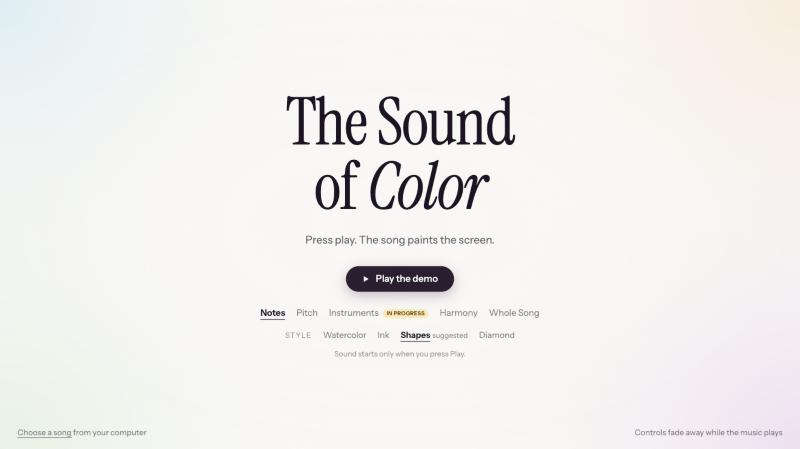 The Sound
of Color
Press play. The song paints the screen.
Play the demo
Notes Pitch Instruments IN PROGRESS Harmony Whole Song
STYLE Watercolor Ink Shapes suggested Diamond
Sound starts only when you press Play.
Choose a song from your computer
Controls fade away while the music plays